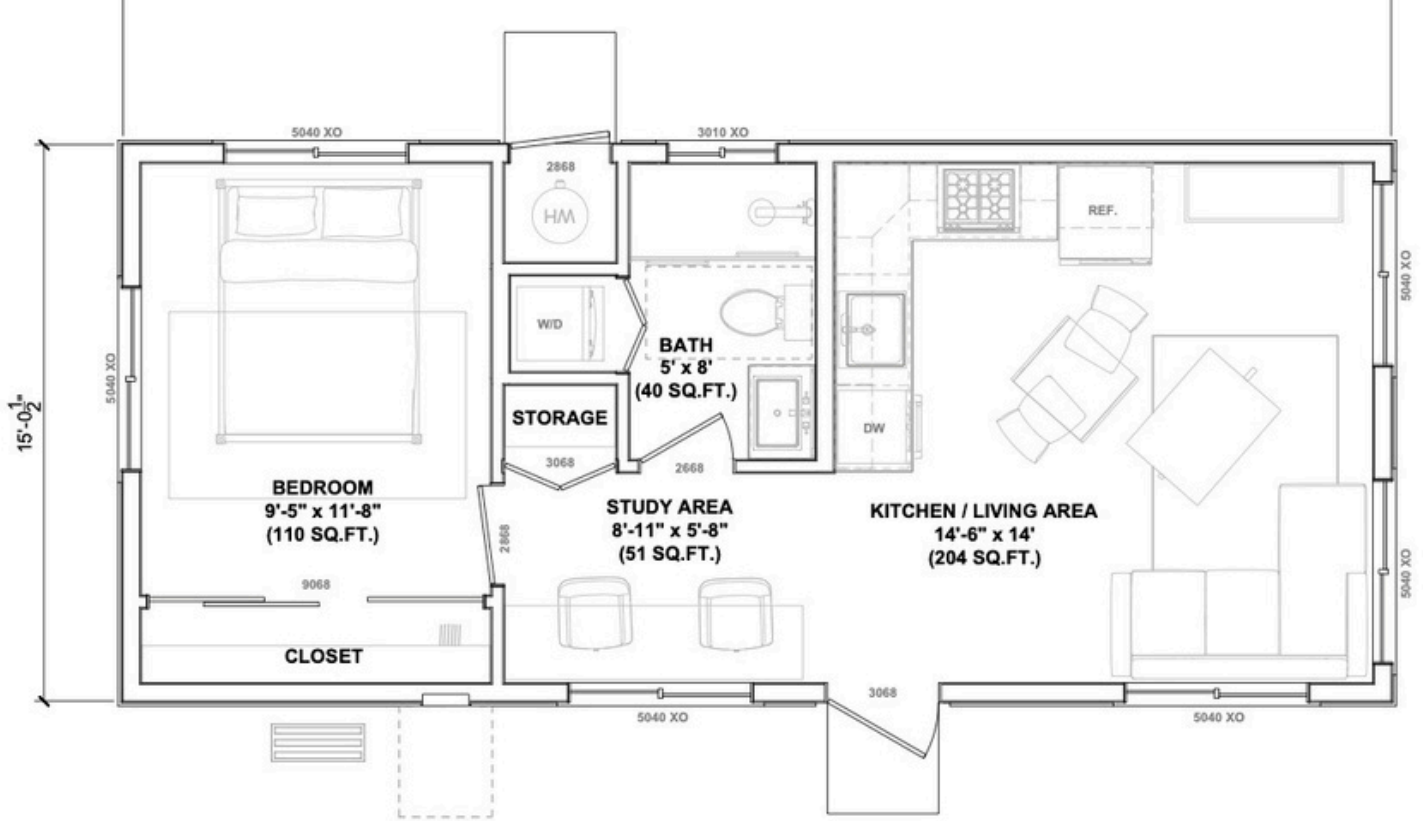 5040 XO
3010 XO
2868
WH
REF.
5040 XO
W/D
BATH
5' x 8'
(40 SQ.FT.)
5040 XO
15'-0 1/2"
STORAGE
3068
2668
DW
BEDROOM
9'-5" x 11'-8"
(110 SQ.FT.)
2868
STUDY AREA
8'-11" x 5'-8"
(51 SQ.FT.)
KITCHEN / LIVING AREA
14'-6" x 14'
(204 SQ.FT.)
5040 XO
9068
CLOSET
3068
5040 XO
5040 XO